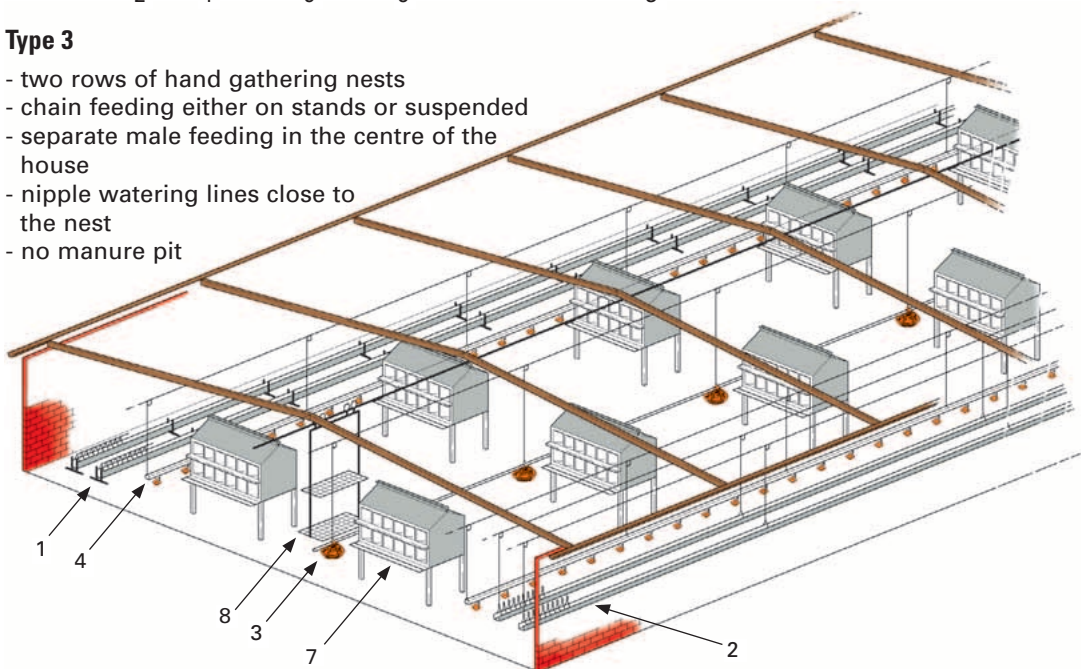 Type 3
- two rows of hand gathering nests
- chain feeding either on stands or suspended
- separate male feeding in the centre of the
house
- nipple watering lines close to
the nest
- no manure pit
1
4
8
3
7
2